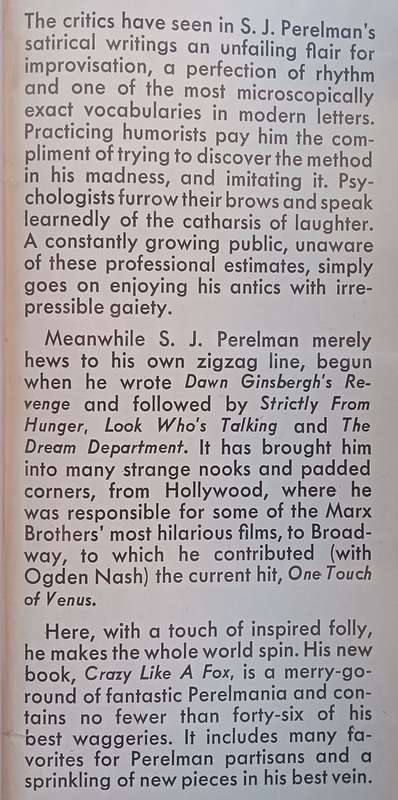 The critics have seen in S. J. Perelman's
satirical writings an unfailing flair for
improvisation, a perfection of rhythm
and one of the most microscopically
exact vocabularies in modern letters.
Practicing humorists pay him the com-
pliment of trying to discover the method
in his madness, and imitating it. Psy-
chologists furrow their brows and speak
learnedly of the catharsis of laughter.
A constantly growing public, unaware
of these professional estimates, simply
goes on enjoying his antics with irre-
pressible gaiety.
Meanwhile S. J. Perelman merely
hews to his own zigzag line, begun
when he wrote Dawn Ginsbergh's Re-
venge and followed by Strictly From
Hunger, Look Who's Talking and The
Dream Department. It has brought him
into many strange nooks and padded
corners, from Hollywood, where he
was responsible for some of the Marx
Brothers' most hilarious films, to Broad-
way, to which he contributed (with
Ogden Nash) the current hit, One Touch
of Venus.
Here, with a touch of inspired folly,
he makes the whole world spin. His new
book, Crazy Like A Fox, is a merry-go-
round of fantastic Perelmania and con-
tains no fewer than forty-six of his
best waggeries. It includes many fa-
vorites for Perelman partisans and a
sprinkling of new pieces in his best vein.